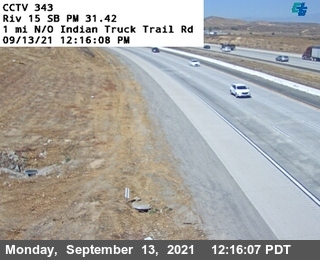 CCTV 343
Riv 15 SB PM 31.42
1 mi N/O Indian Truck Trail Rd
09/13/21 12:16:08 PM
Monday, September 13, 2021 12:16:07 PDT